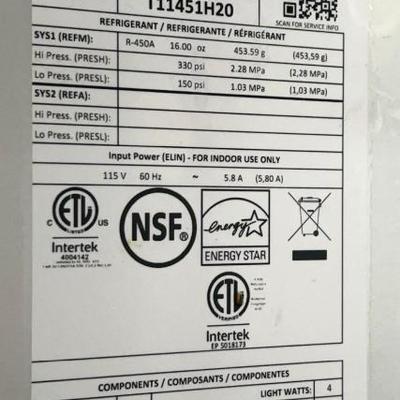 T11451H20
SCAN FOR SERVICE INFO
REFRIGERANT / REFRIGERANTE / RÉFRIGÉRANT
SYS1 (REFM): R-450A 16.00 oz 453.59 g (453,59 g)
Hi Press. (PRESH): 330 psi 2.28 MPa (2,28 MPa)
Lo Press. (PRESL): 150 psi 1.03 MPa (1,03 MPa)
SYS2 (REFA):
Hi Press. (PRESH):
Lo Press. (PRESL):
Input Power (ELIN) - FOR INDOOR USE ONLY
115 V 60 Hz ~ 5.8 A (5,80 A)
C ETL US
LISTED
Intertek
4004142
NSF®
energy
ENERGY STAR
ETL
VERIFIED
Intertek
EP 5018173
COMPONENTS / COMPOSANTS / COMPONENTES
LIGHT WATTS: 4